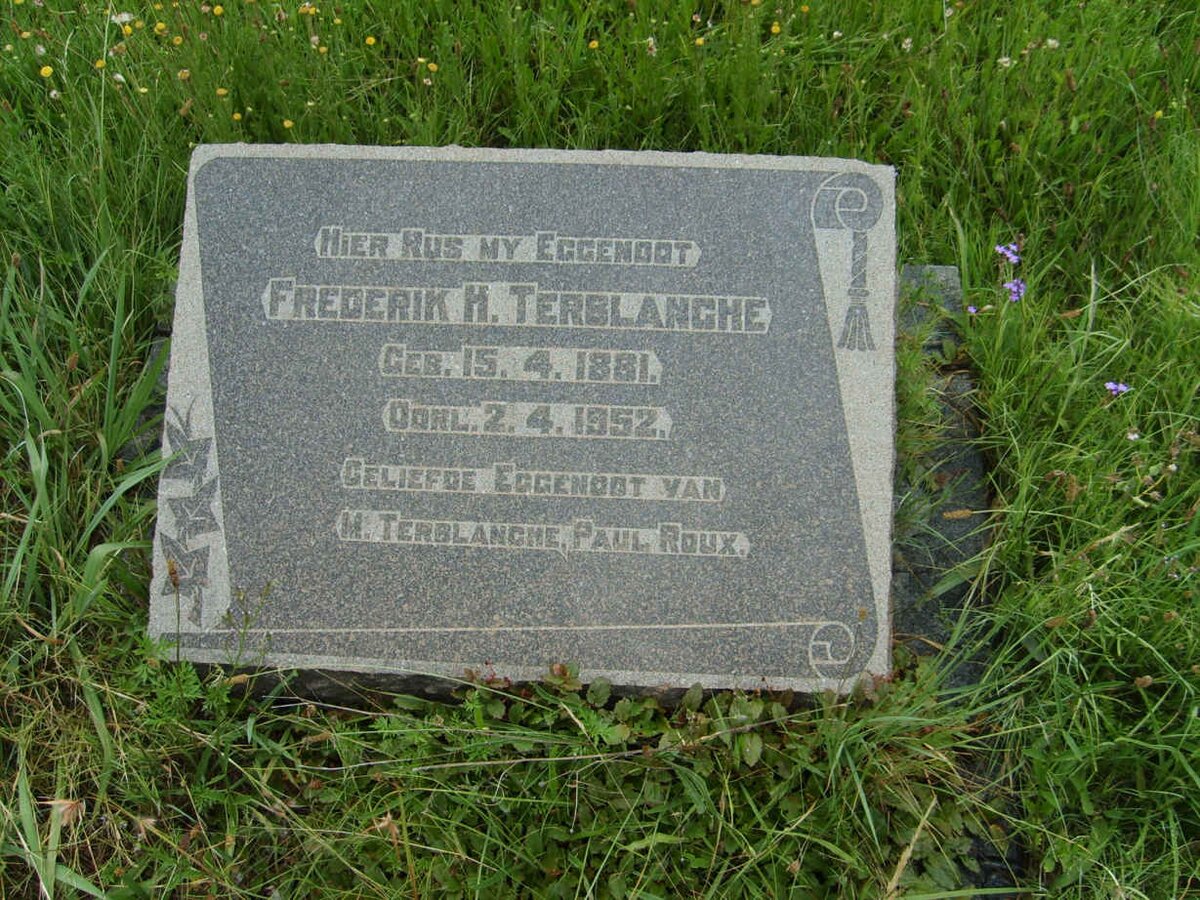 HIER RUS MY EGGENOOT
FREDERIK H. TERBLANCHE
GEB. 15. 4. 1881.
OORL. 2. 4. 1952.
GELIEFDE EGGENOOT VAN
M. TERBLANCHE, PAUL ROUX.